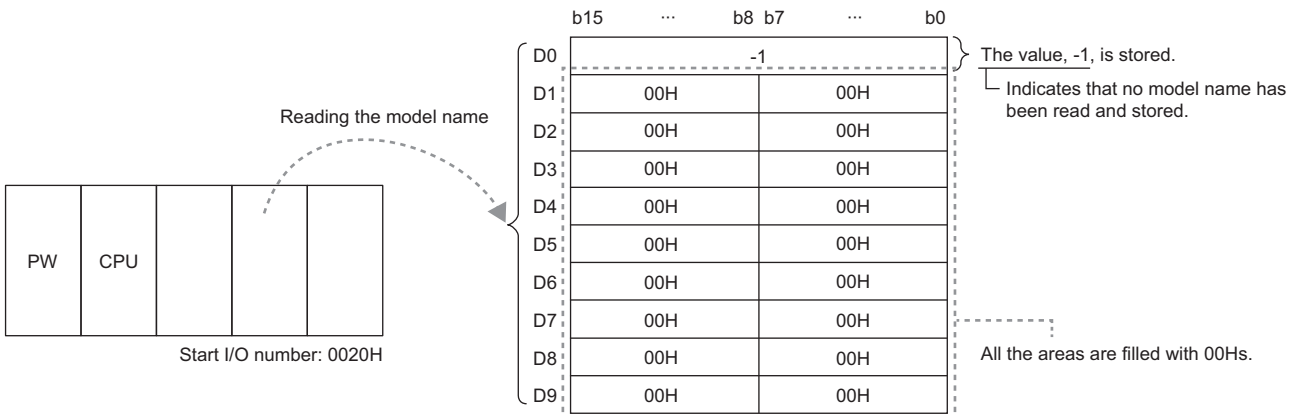 b15 ... b8 b7 ... b0
D0 -1
The value, -1, is stored.
Indicates that no model name has
been read and stored.
D1 00H 00H
Reading the model name
D2 00H 00H
D3 00H 00H
D4 00H 00H
D5 00H 00H
PW CPU
D6 00H 00H
D7 00H 00H
Start I/O number: 0020H
D8 00H 00H
All the areas are filled with 00Hs.
D9 00H 00H